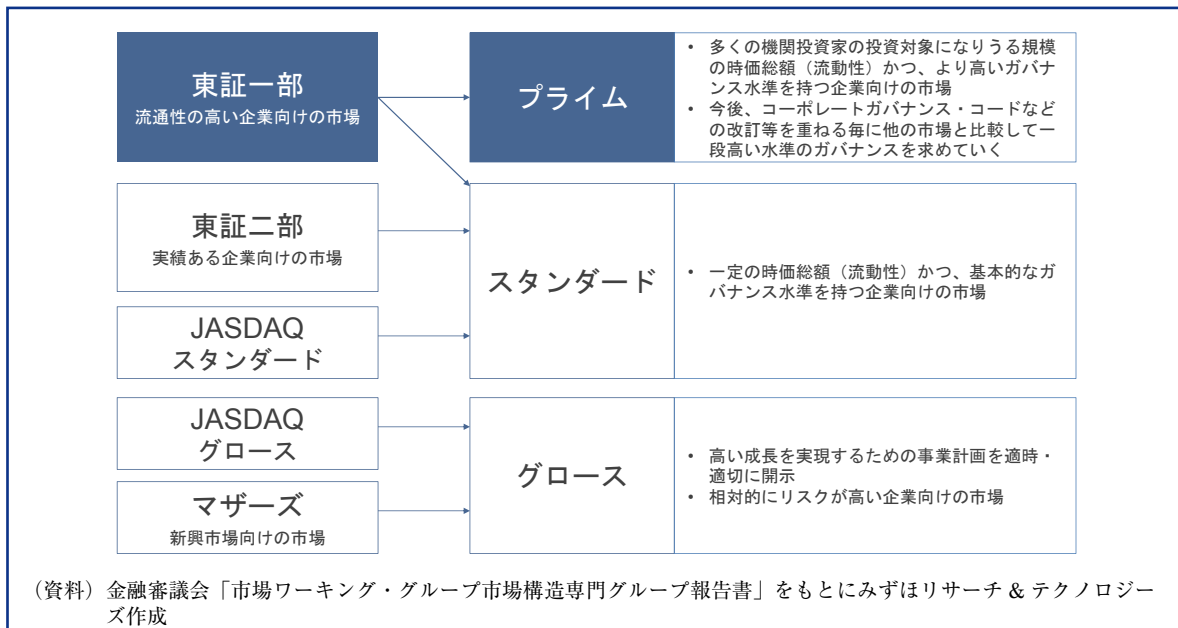 東証一部
流通性の高い企業向けの市場
プライム
• 多くの機関投資家の投資対象になりうる規模
の時価総額（流動性）かつ、より高いガバナ
ンス水準を持つ企業向けの市場
• 今後、コーポレートガバナンス・コードなど
の改訂等を重ねる毎に他の市場と比較して一
段高い水準のガバナンスを求めていく
東証二部
実績ある企業向けの市場
スタンダード
• 一定の時価総額（流動性）かつ、基本的なガ
バナンス水準を持つ企業向けの市場
JASDAQ
スタンダード
JASDAQ
グロース
グロース
• 高い成長を実現するための事業計画を適時・
適切に開示
• 相対的にリスクが高い企業向けの市場
マザーズ
新興市場向けの市場
（資料）金融審議会「市場ワーキング・グループ市場構造専門グループ報告書」をもとにみずほリサーチ & テクノロジー
ズ作成